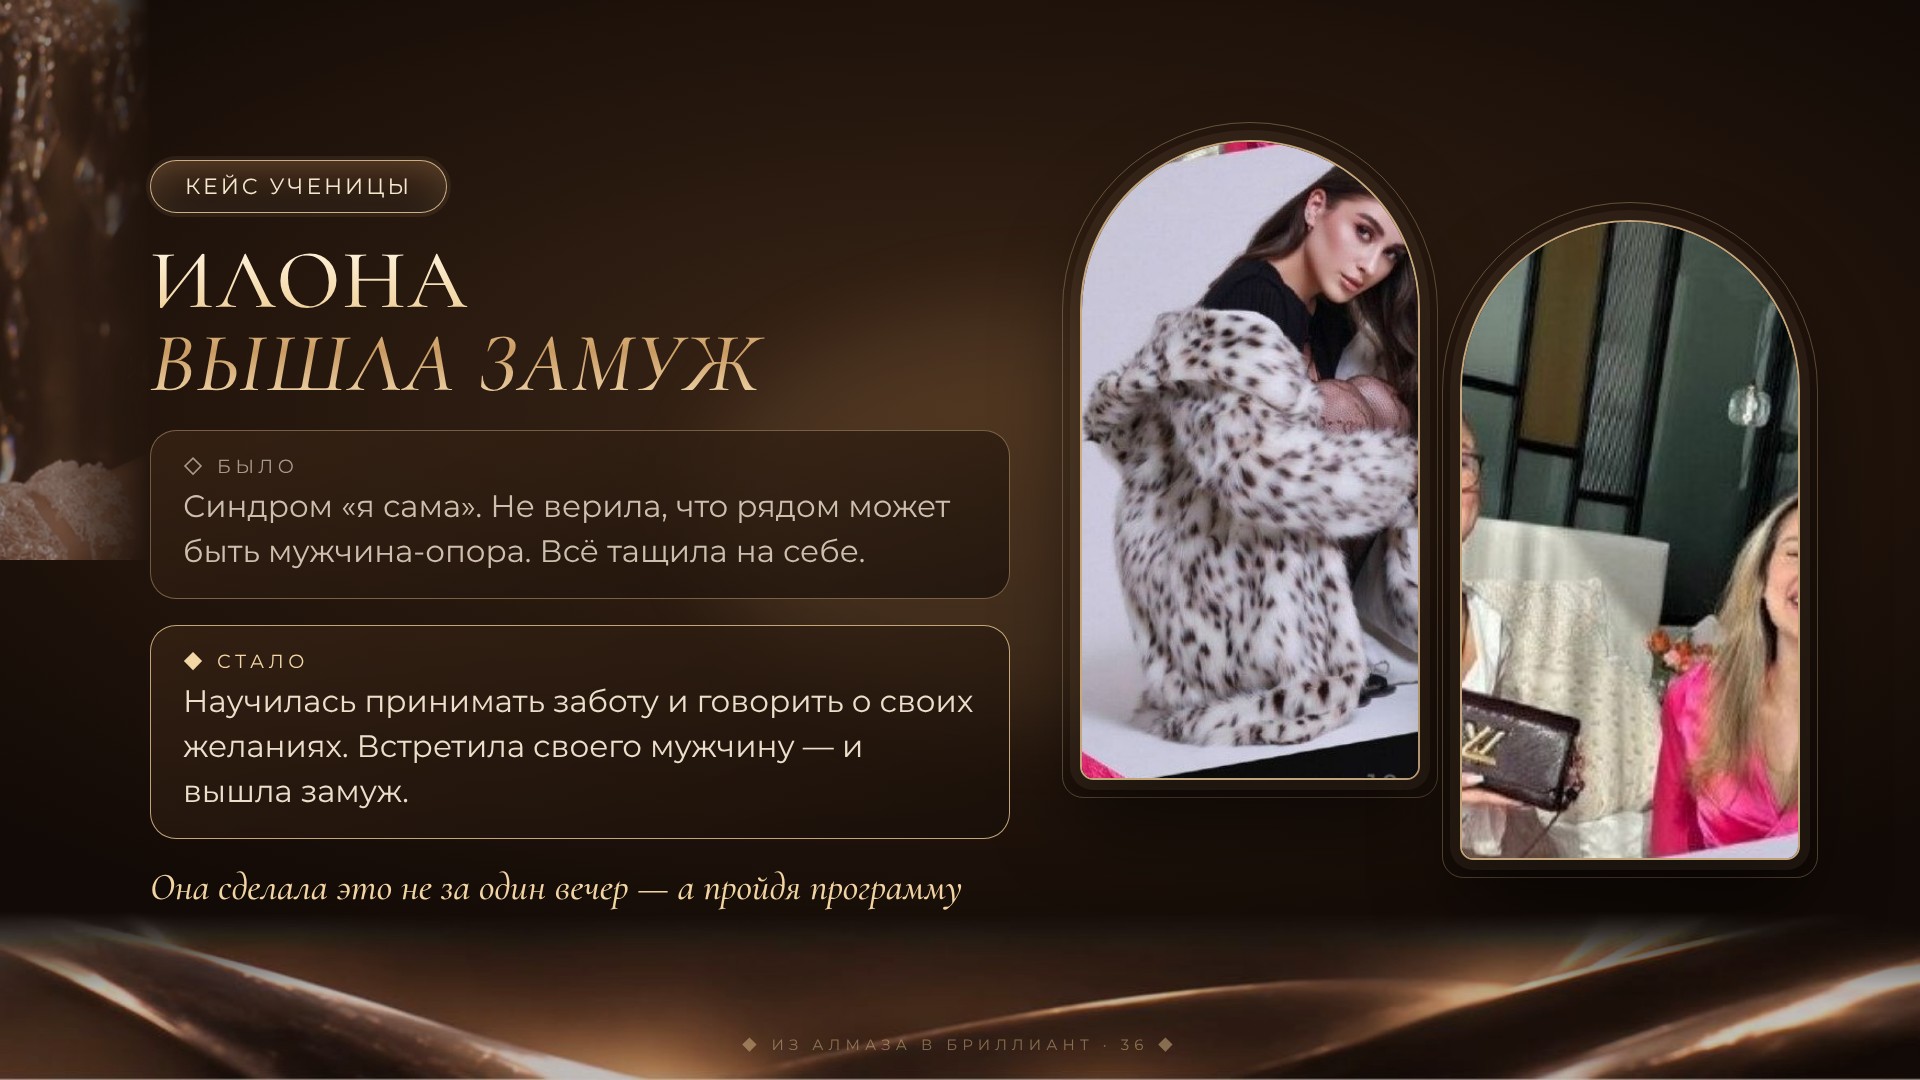 КЕЙС УЧЕНИЦЫ
ИЛОНА
ВЫШЛА ЗАМУЖ
БЫЛО
Синдром «я сама». Не верила, что рядом может
быть мужчина-опора. Всё тащила на себе.
СТАЛО
Научилась принимать заботу и говорить о своих
желаниях. Встретила своего мужчину — и
вышла замуж.
Она сделала это не за один вечер — а пройдя программу
ИЗ АЛМАЗА В БРИЛЛИАНТ · 36